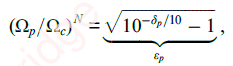 (Ω_p/Ω_c)^N = √(10^{-δ_p/10} − 1) ,
ε_p